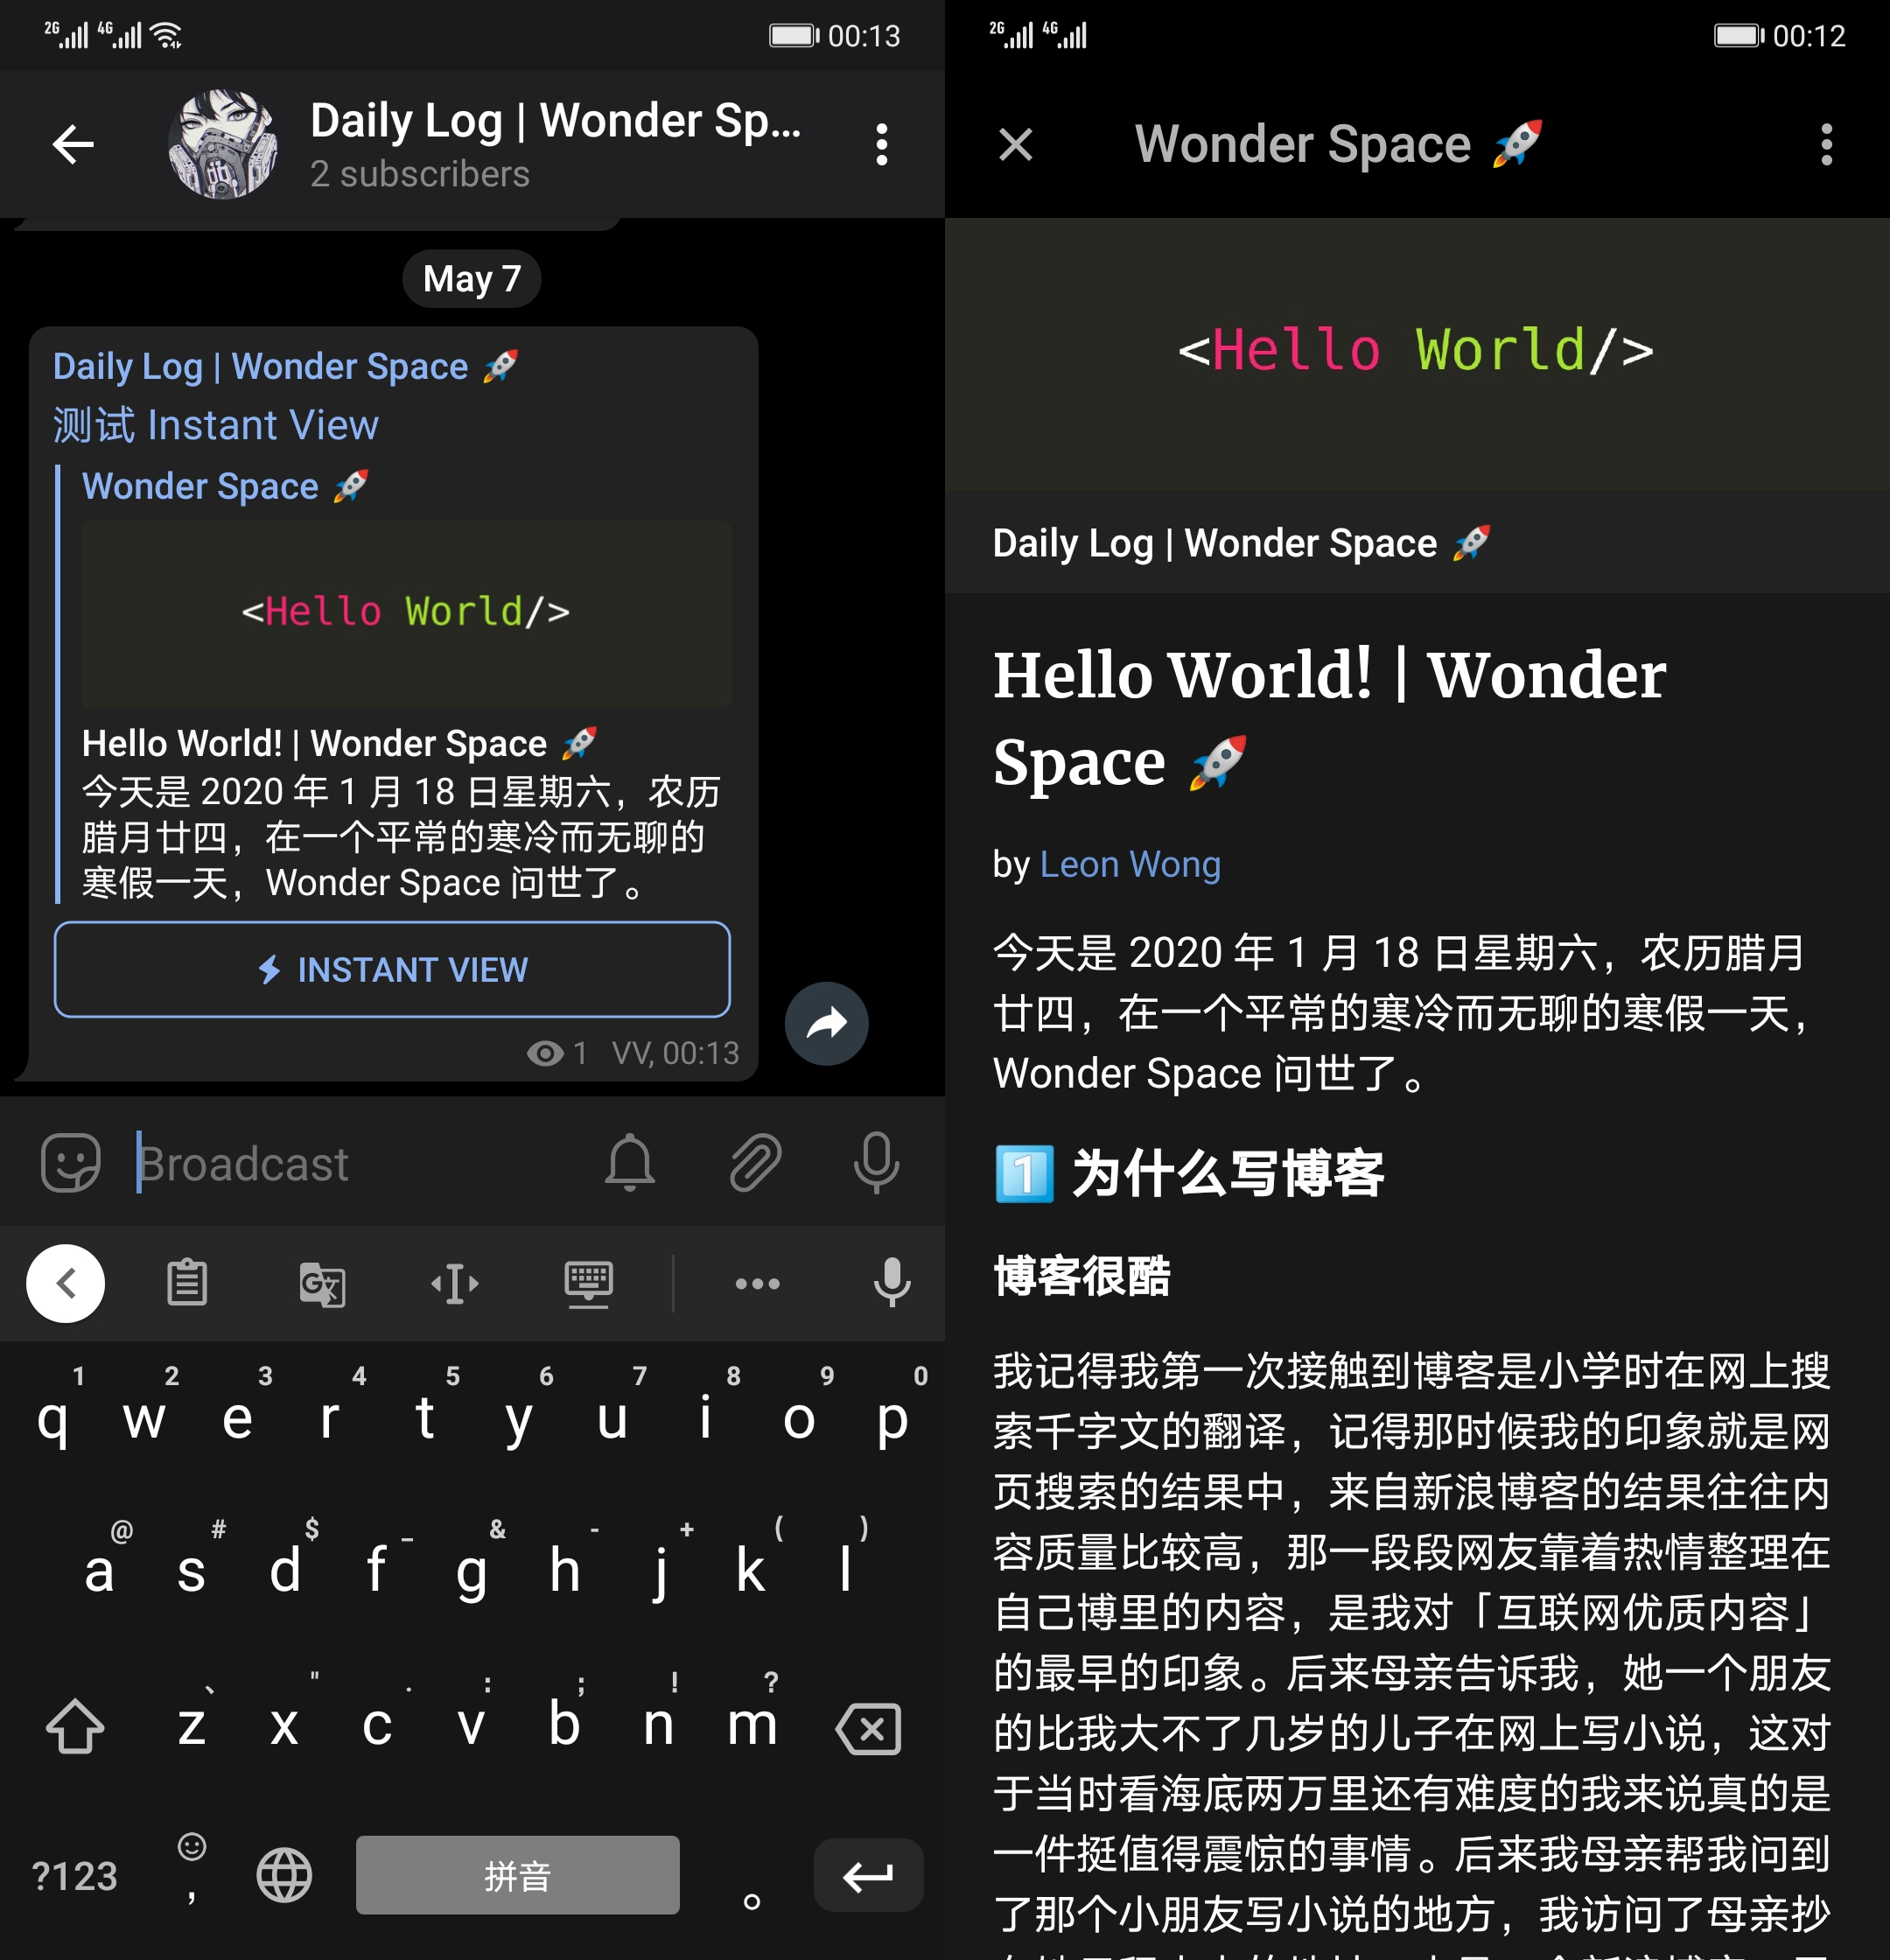 2G 4G 00:13
Daily Log | Wonder Sp...
2 subscribers
May 7
Daily Log | Wonder Space 🚀
测试 Instant View
Wonder Space 🚀
<Hello World/>
Hello World! | Wonder Space 🚀
今天是 2020 年 1 月 18 日星期六，农历
腊月廿四，在一个平常的寒冷而无聊的
寒假一天，Wonder Space 问世了。
INSTANT VIEW
1 VV, 00:13
Broadcast
1 2 3 4 5 6 7 8 9 0
q w e r t y u i o p
@ # $ _ & - + ( )
a s d f g h j k l
、 " · : ; ! ?
z x c v b n m
?123 , 拼音 。
2G 4G 00:12
Wonder Space 🚀
<Hello World/>
Daily Log | Wonder Space 🚀
Hello World! | Wonder
Space 🚀
by Leon Wong
今天是 2020 年 1 月 18 日星期六，农历腊月
廿四，在一个平常的寒冷而无聊的寒假一天，
Wonder Space 问世了。
1️⃣ 为什么写博客
博客很酷
我记得我第一次接触到博客是小学时在网上搜
索千字文的翻译，记得那时候我的印象就是网
页搜索的结果中，来自新浪博客的结果往往内
容质量比较高，那一段段网友靠着热情整理在
自己博里的内容，是我对「互联网优质内容」
的最早的印象。后来母亲告诉我，她一个朋友
的比我大不了几岁的儿子在网上写小说，这对
于当时看海底两万里还有难度的我来说真的是
一件挺值得震惊的事情。后来我母亲帮我问到
了那个小朋友写小说的地方，我访问了母亲抄